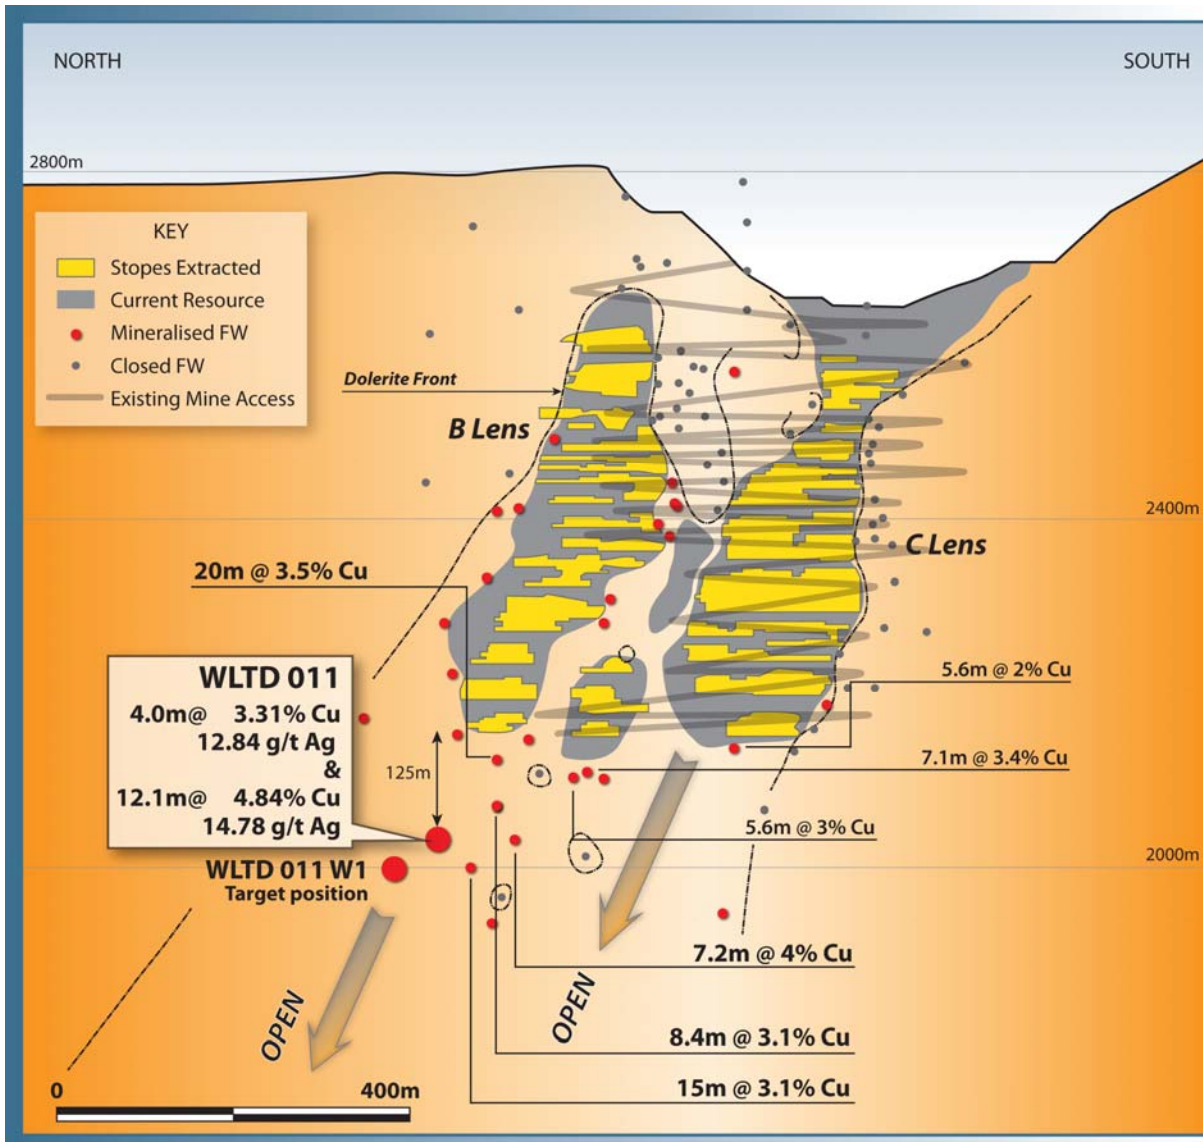 NORTH
SOUTH
2800m
KEY
Stopes Extracted
Current Resource
Mineralised FW
Closed FW
Existing Mine Access
Dolerite Front
B Lens
2400m
C Lens
20m @ 3.5% Cu
WLTD 011
4.0m@ 3.31% Cu
12.84 g/t Ag
&
12.1m@ 4.84% Cu
14.78 g/t Ag
5.6m @ 2% Cu
125m
7.1m @ 3.4% Cu
5.6m @ 3% Cu
2000m
WLTD 011 W1
Target position
7.2m @ 4% Cu
OPEN
OPEN
8.4m @ 3.1% Cu
15m @ 3.1% Cu
0 400m